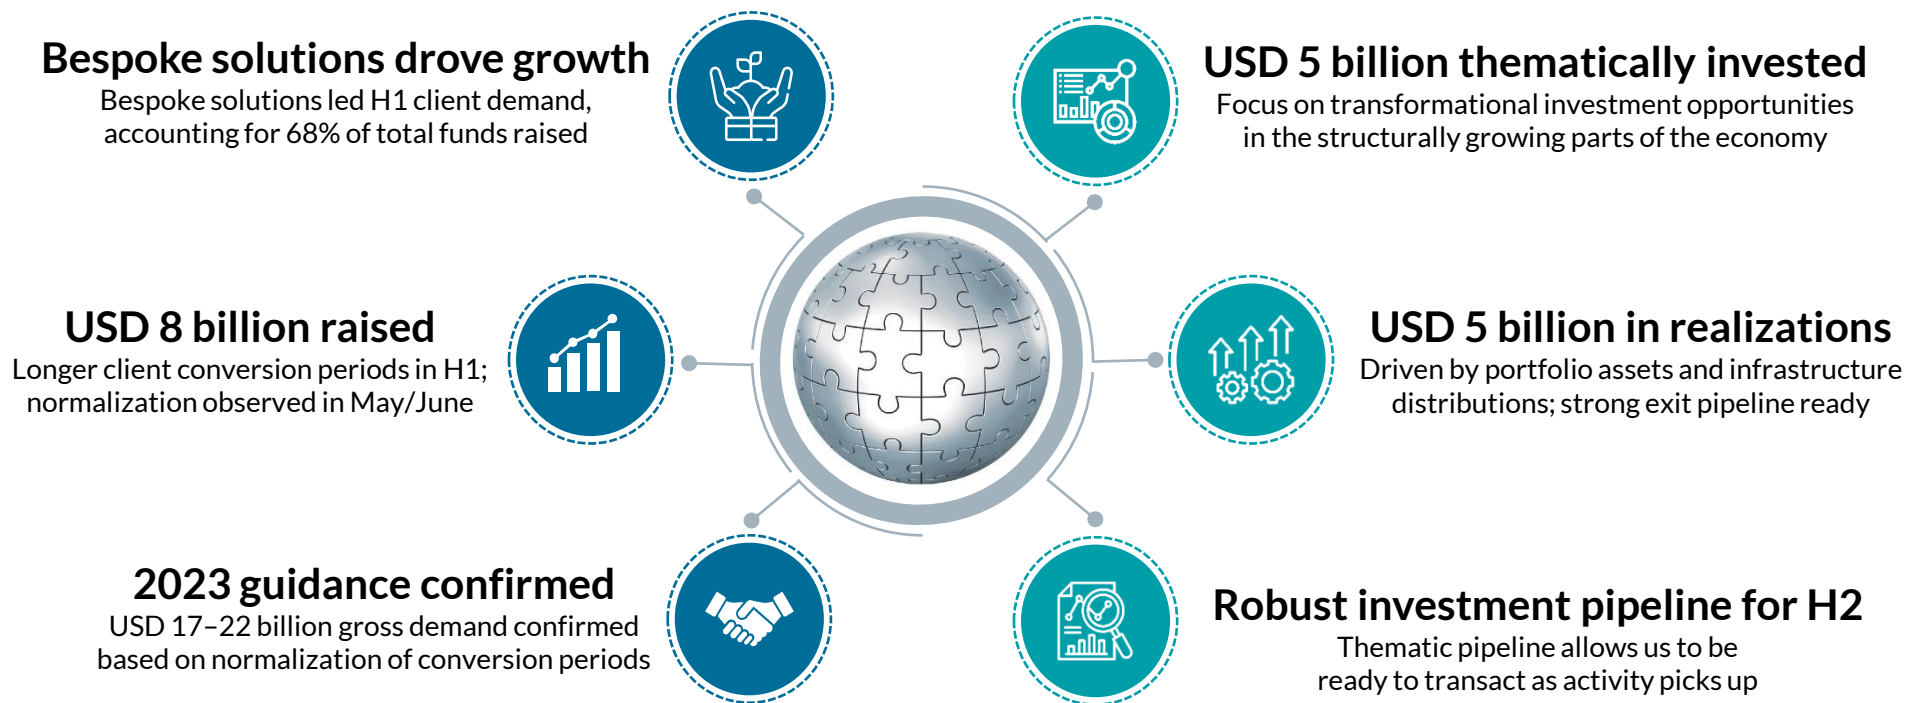 Bespoke solutions drove growth
Bespoke solutions led H1 client demand,
accounting for 68% of total funds raised
USD 8 billion raised
Longer client conversion periods in H1;
normalization observed in May/June
2023 guidance confirmed
USD 17–22 billion gross demand confirmed
based on normalization of conversion periods
USD 5 billion thematically invested
Focus on transformational investment opportunities
in the structurally growing parts of the economy
USD 5 billion in realizations
Driven by portfolio assets and infrastructure
distributions; strong exit pipeline ready
Robust investment pipeline for H2
Thematic pipeline allows us to be
ready to transact as activity picks up